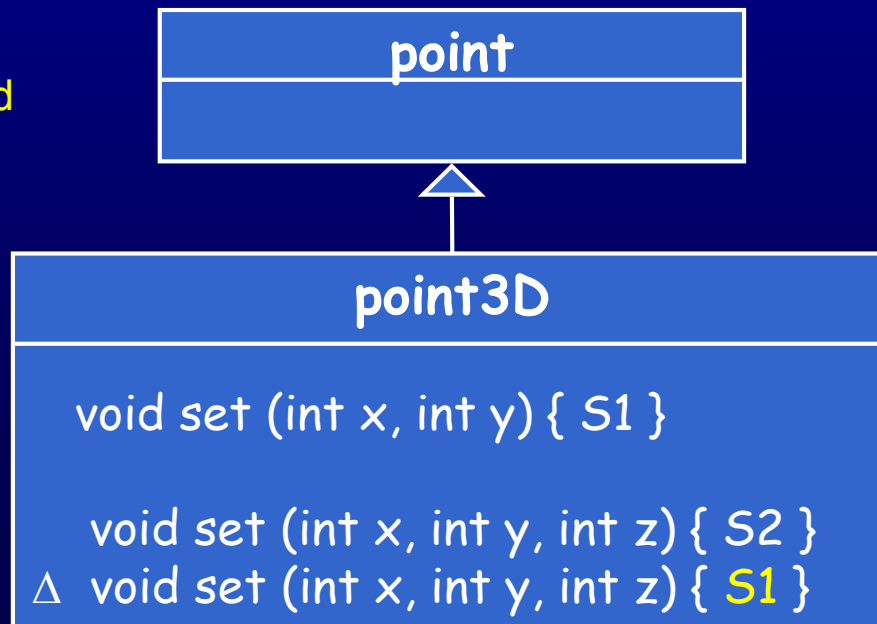 point
point3D
void set (int x, int y) { S1 }
void set (int x, int y, int z) { S2 }
Δ void set (int x, int y, int z) { S1 }